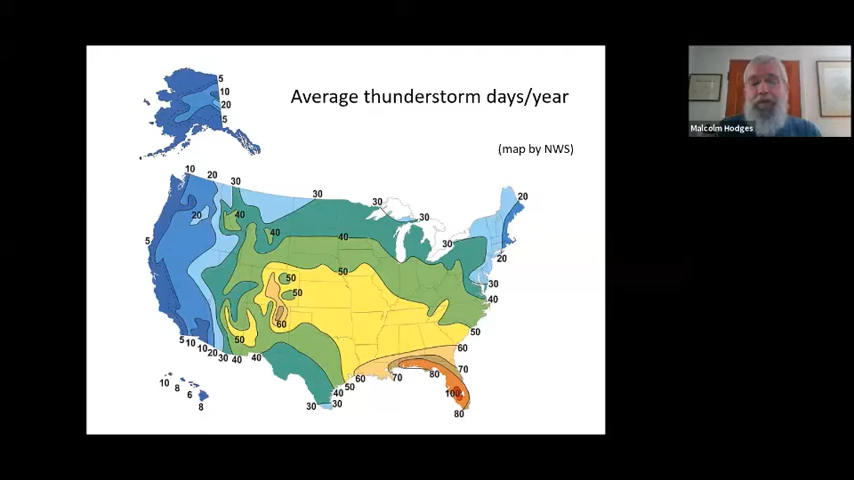 Average thunderstorm days/year
(map by NWS)
Malcolm Hodges
5
10
20
5
10 20 30 30 30 30 20
20 40 40 40 30 20
5
50 50 50 30 40
60 50 50
5 10 10 20 30 40 40 60 70
10 8 6 8
30 40 30 50 60 70 80 100 80